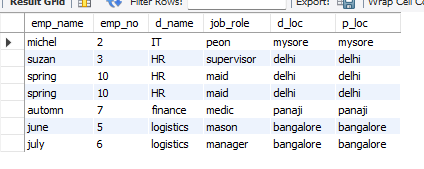 Result Grid Filter Rows: Export: Wrap Cell Co
emp_name emp_no d_name job_role d_loc p_loc
michel 2 IT peon mysore mysore
suzan 3 HR supervisor delhi delhi
spring 10 HR maid delhi delhi
spring 10 HR maid delhi delhi
automn 7 finance medic panaji panaji
june 5 logistics mason bangalore bangalore
july 6 logistics manager bangalore bangalore